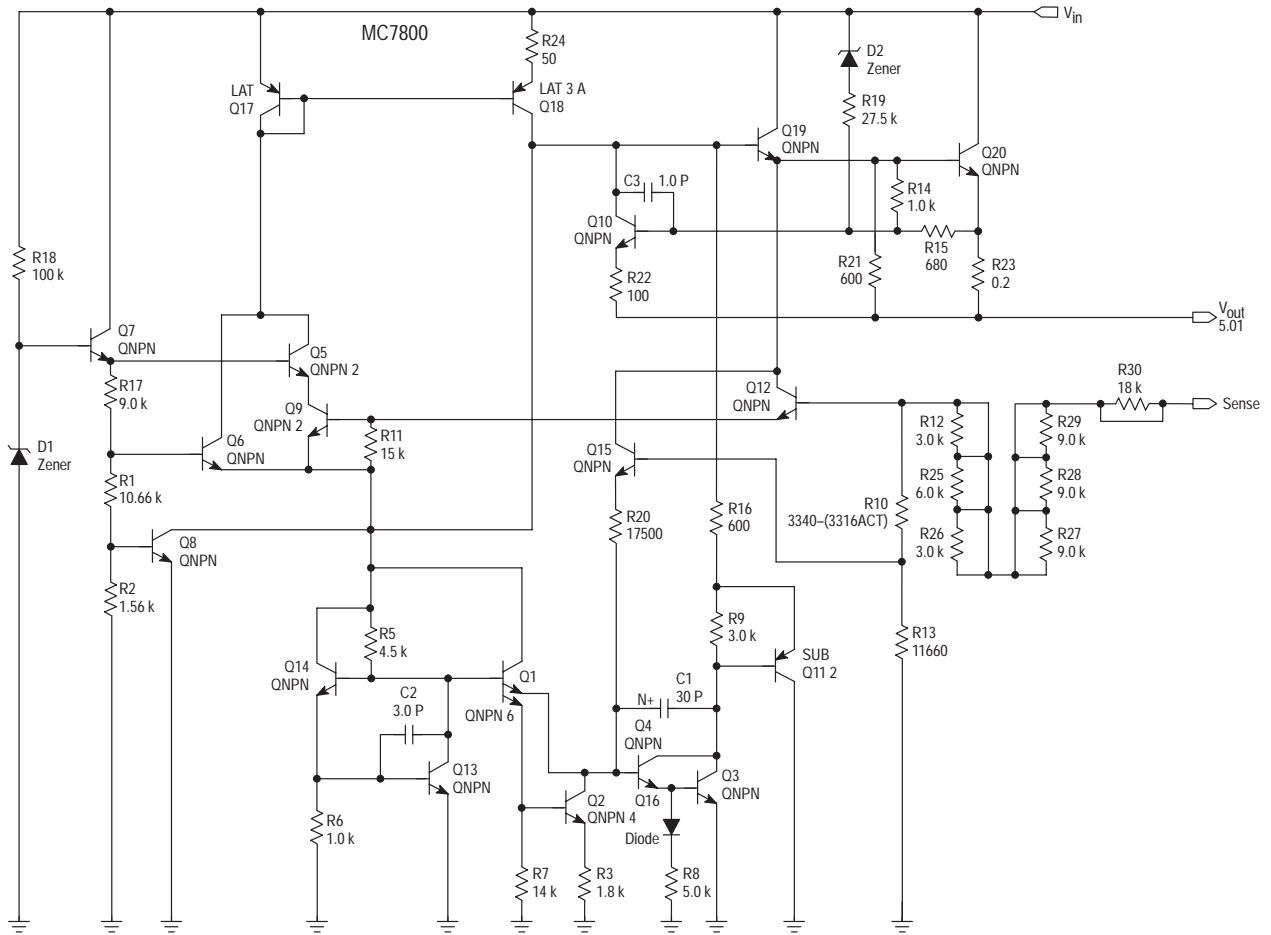 MC7800
Vin
R24
50
D2
Zener
LAT
Q17
LAT 3 A
Q18
R19
27.5 k
Q19
QNPN
Q20
QNPN
C3
1.0 P
R14
1.0 k
Q10
QNPN
R18
100 k
R15
680
R21
600
R23
0.2
R22
100
Vout
5.01
Q7
QNPN
Q5
QNPN 2
R30
18 k
Sense
R17
9.0 k
Q12
QNPN
Q9
QNPN 2
R12
3.0 k
R29
9.0 k
Q6
QNPN
R11
15 k
D1
Zener
Q15
QNPN
R25
6.0 k
R28
9.0 k
R1
10.66 k
R10
3340–(3316ACT)
R20
17500
R16
600
R26
3.0 k
R27
9.0 k
Q8
QNPN
R2
1.56 k
R9
3.0 k
R5
4.5 k
R13
11660
SUB
Q11 2
Q14
QNPN
Q1
QNPN 6
C2
3.0 P
N+
C1
30 P
Q4
QNPN
Q13
QNPN
Q2
QNPN 4
Q16
Q3
QNPN
R6
1.0 k
Diode
R7
14 k
R3
1.8 k
R8
5.0 k